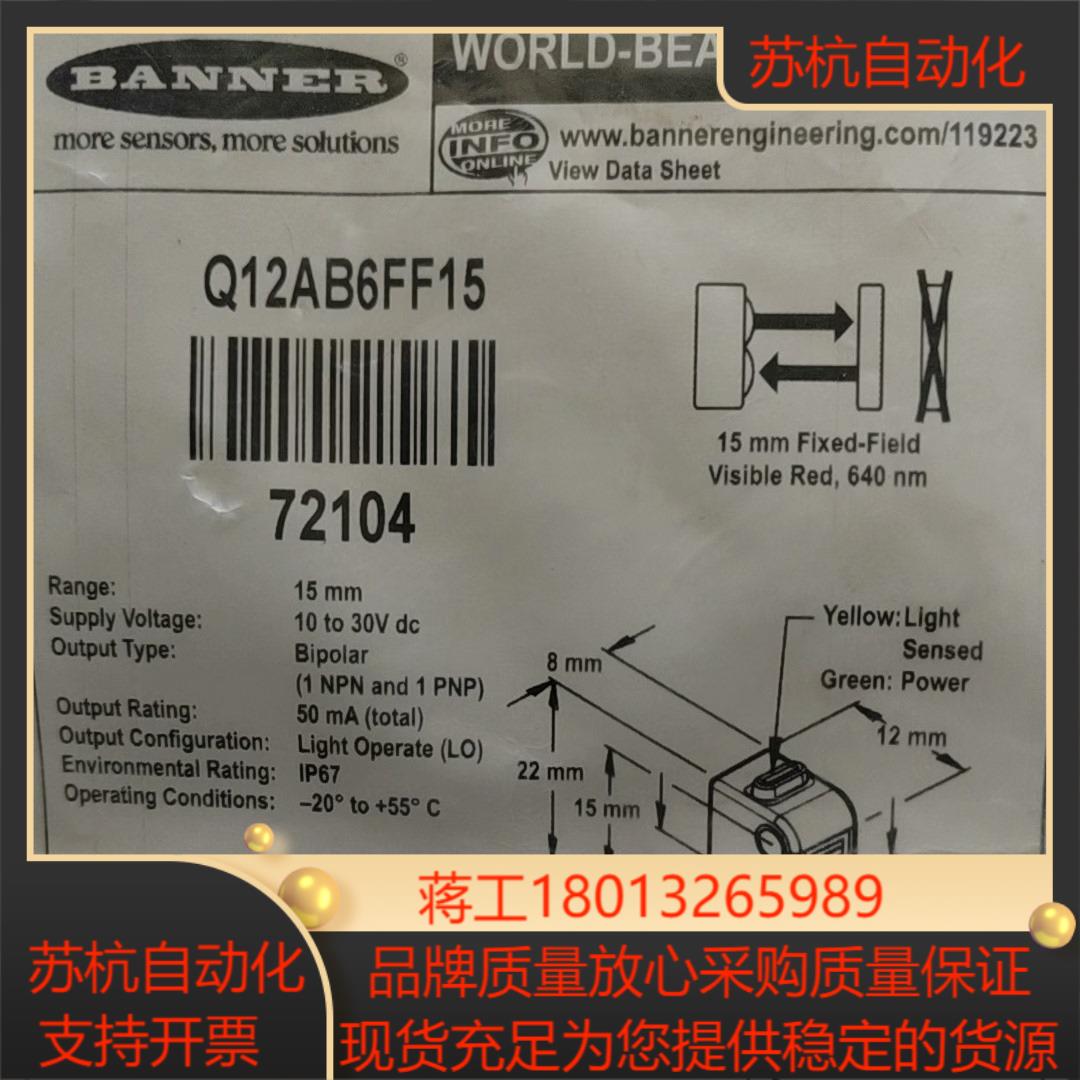 BANNER®
more sensors, more solutions
WORLD-BEA
苏杭自动化
MORE
INFO
ONLINE
www.bannerengineering.com/119223
View Data Sheet
Q12AB6FF15
72104
15 mm Fixed-Field
Visible Red, 640 nm
Range: 15 mm
Supply Voltage: 10 to 30V dc
Output Type: Bipolar
(1 NPN and 1 PNP)
Output Rating: 50 mA (total)
Output Configuration: Light Operate (LO)
Environmental Rating: IP67
Operating Conditions: –20° to +55° C
Yellow: Light
Sensed
Green: Power
8 mm
12 mm
22 mm
15 mm
蒋工18013265989
苏杭自动化
支持开票
品牌质量放心采购质量保证
现货充足为您提供稳定的货源